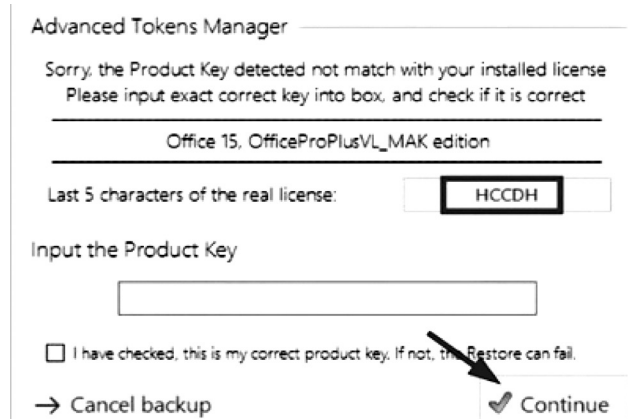 Advanced Tokens Manager
Sorry, the Product Key detected not match with your installed license
Please input exact correct key into box, and check if it is correct
Office 15, OfficeProPlusVL_MAK edition
Last 5 characters of the real license:
HCCDH
Input the Product Key
I have checked, this is my correct product key. If not, the Restore can fail.
Cancel backup
Continue